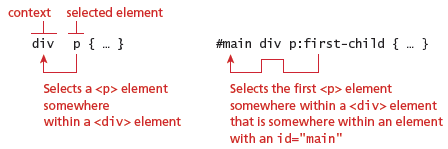 context selected element
div p { … } #main div p:first-child { … }
Selects a <p> element
somewhere
within a <div> element
Selects the first <p> element
somewhere within a <div> element
that is somewhere within an element
with an id="main"